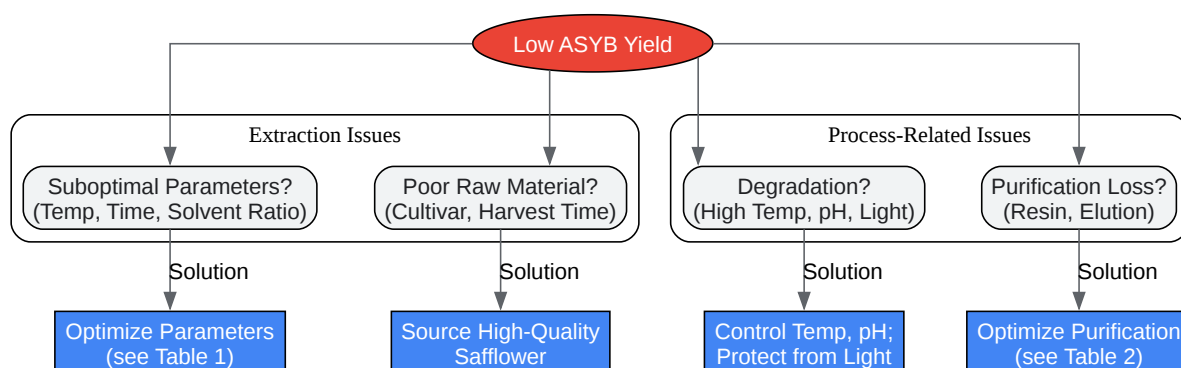 Low ASYB Yield
Extraction Issues
Process-Related Issues
Suboptimal Parameters?
(Temp, Time, Solvent Ratio)
Poor Raw Material?
(Cultivar, Harvest Time)
Degradation?
(High Temp, pH, Light)
Purification Loss?
(Resin, Elution)
Solution
Solution
Solution
Solution
Optimize Parameters
(see Table 1)
Source High-Quality
Safflower
Control Temp, pH;
Protect from Light
Optimize Purification
(see Table 2)